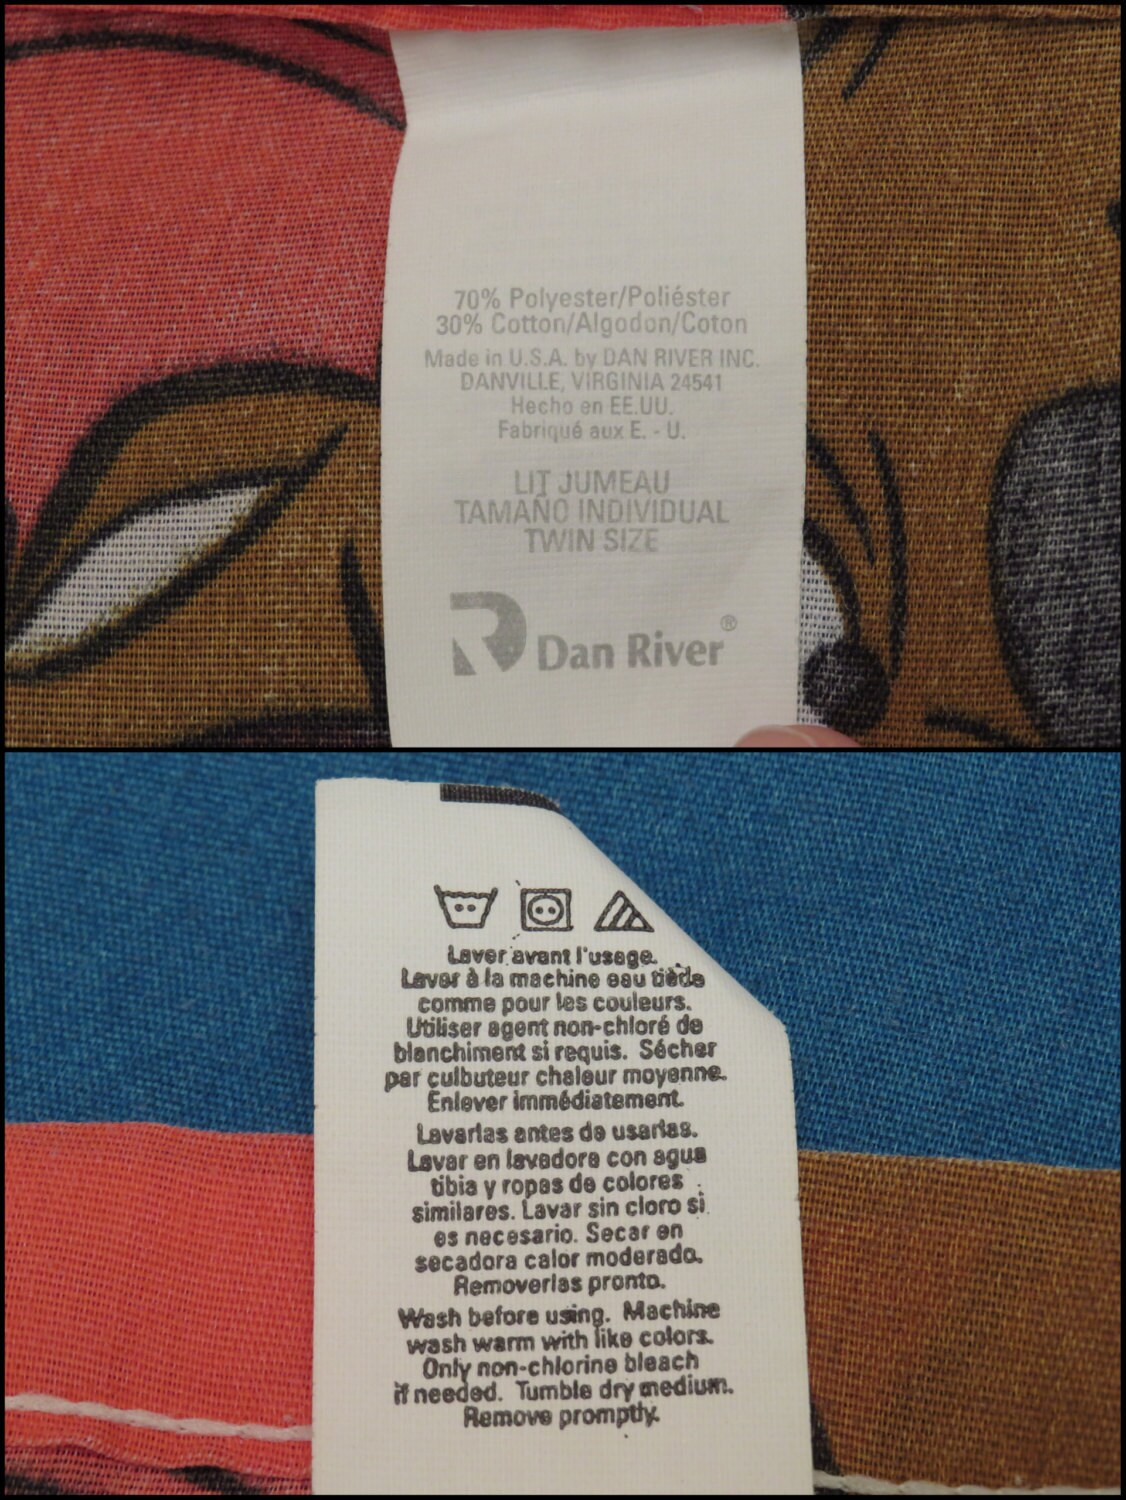 70% Polyester/Poliéster
30% Cotton/Algodon/Coton
Made in U.S.A. by DAN RIVER INC.
DANVILLE, VIRGINIA 24541
Hecho en EE.UU.
Fabriqué aux E. - U.
LIT JUMEAU
TAMAÑO INDIVIDUAL
TWIN SIZE
Dan River®
Laver avant l'usage.
Laver à la machine eau tiède
comme pour les couleurs.
Utiliser agent non-chloré de
blanchiment si requis. Sécher
par culbuteur chaleur moyenne.
Enlever immédiatement.
Lavarlas antes de usarlas.
Lavar en lavadora con agua
tibia y ropas de colores
similares. Lavar sin cloro si
es necesario. Secar en
secadora calor moderado.
Removerlas pronto.
Wash before using. Machine
wash warm with like colors.
Only non-chlorine bleach
if needed. Tumble dry medium.
Remove promptly.